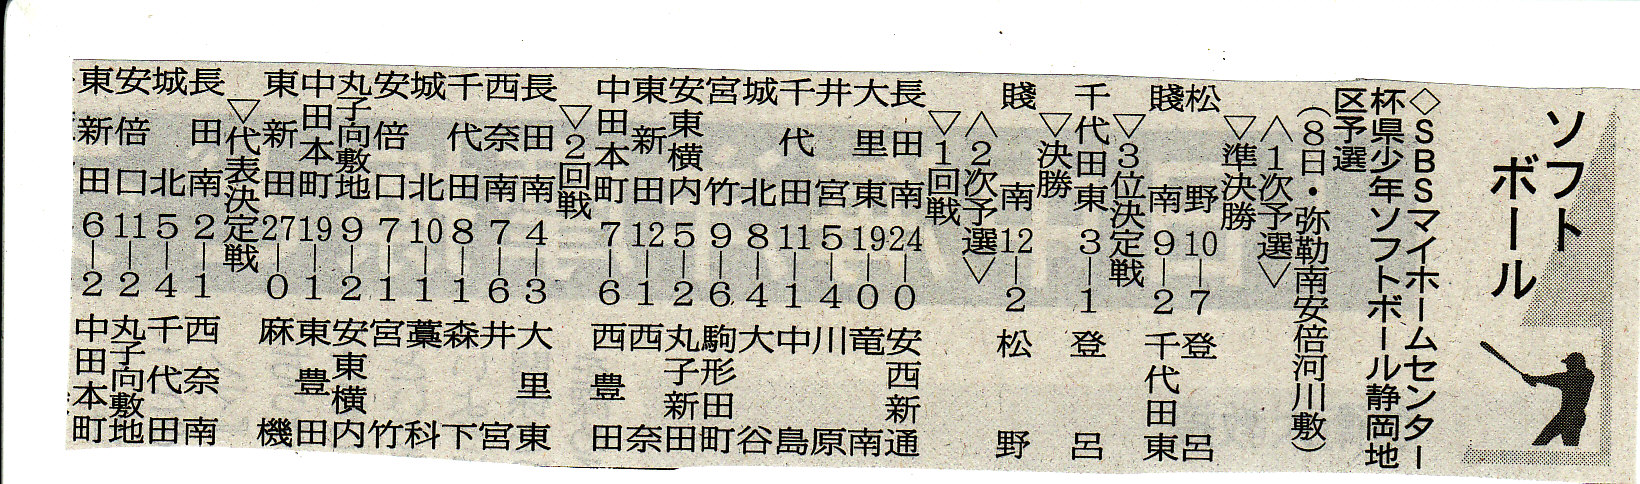 ソフト
ボール
◇SBSマイホームセンター
杯県少年ソフトボール静岡地
区予選
(8日・弥勒南安倍河川敷)
〈1次予選〉
▽準決勝
松野10―7登呂
賤南9―2千代田東
▽3位決定戦
千代田東3―1登呂
▽決勝
賤南12―2松野
〈2次予選〉
▽1回戦
長田南24―0安西新通
大里東19―0竜南
井宮5―4川原
千代田11―1中島
城北8―4大谷
宮竹9―6駒形田町
安東横内5―2丸子新田
東新田12―1西奈
中田本町7―6西豊田
▽2回戦
長田南4―3大里東
西奈南7―6井宮
千代田8―1森下
城北10―1藁科
安倍口7―1宮竹
丸子向敷地9―2安東横内
中田本町19―1東豊田
東新田27―0麻機
▽代表決定戦
長田南2―1西奈南
城北5―4千代田
安倍口11―2丸子向敷地
東新田6―2中田本町